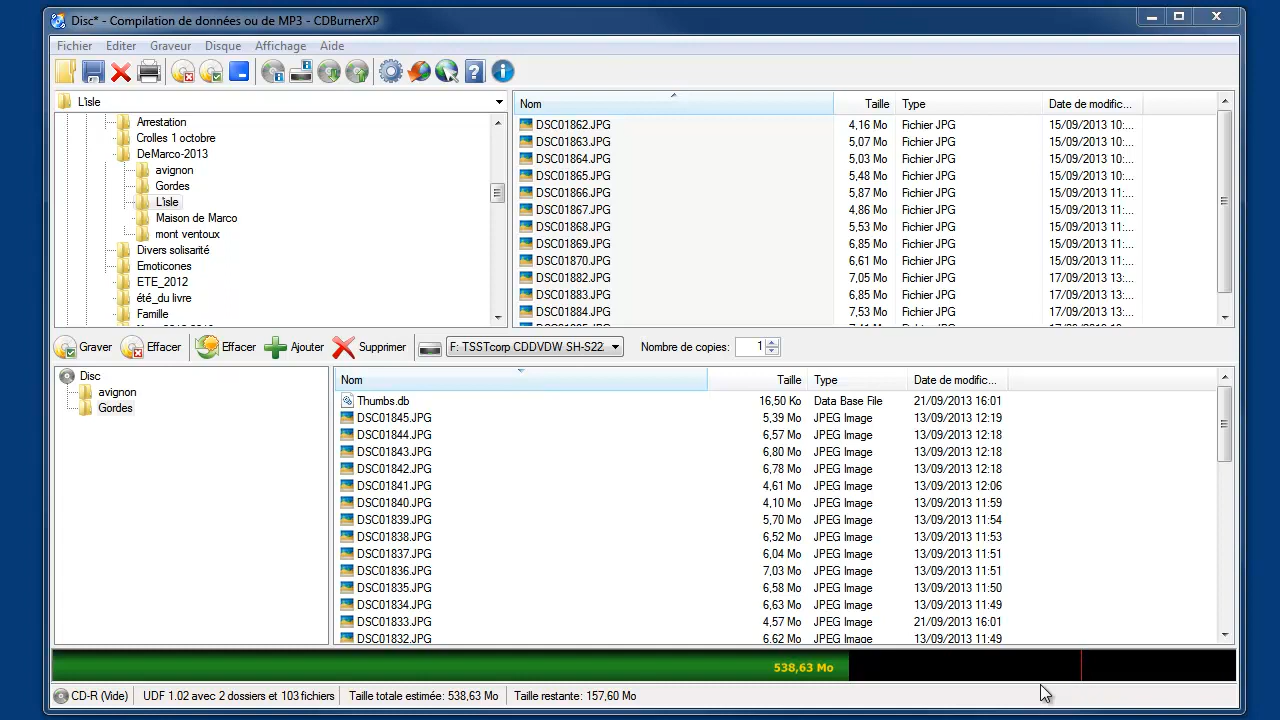 Disc* - Compilation de données ou de MP3 - CDBurnerXP
Fichier Editer Graveur Disque Affichage Aide
L'isle
Arrestation
Crolles 1 octobre
DeMarco-2013
avignon
Gordes
L'isle
Maison de Marco
mont ventoux
Divers solisarité
Emoticones
ETE_2012
été_du livre
Famille
Nom Taille Type Date de modific...
DSC01862.JPG 4,16 Mo Fichier JPG 15/09/2013 10:...
DSC01863.JPG 5,07 Mo Fichier JPG 15/09/2013 10:...
DSC01864.JPG 5,03 Mo Fichier JPG 15/09/2013 10:...
DSC01865.JPG 5,48 Mo Fichier JPG 15/09/2013 10:...
DSC01866.JPG 5,87 Mo Fichier JPG 15/09/2013 11:...
DSC01867.JPG 4,86 Mo Fichier JPG 15/09/2013 11:...
DSC01868.JPG 5,53 Mo Fichier JPG 15/09/2013 11:...
DSC01869.JPG 6,85 Mo Fichier JPG 15/09/2013 11:...
DSC01870.JPG 6,61 Mo Fichier JPG 15/09/2013 11:...
DSC01882.JPG 7,05 Mo Fichier JPG 17/09/2013 13:...
DSC01883.JPG 6,85 Mo Fichier JPG 17/09/2013 13:...
DSC01884.JPG 7,53 Mo Fichier JPG 17/09/2013 13:...
Graver Effacer Effacer Ajouter Supprimer F: TSSTcorp CDDVDW SH-S22 Nombre de copies: 1
Disc
avignon
Gordes
Nom Taille Type Date de modific...
Thumbs.db 16,50 Ko Data Base File 21/09/2013 16:01
DSC01845.JPG 5,39 Mo JPEG Image 13/09/2013 12:19
DSC01844.JPG 6,57 Mo JPEG Image 13/09/2013 12:18
DSC01843.JPG 6,80 Mo JPEG Image 13/09/2013 12:18
DSC01842.JPG 6,78 Mo JPEG Image 13/09/2013 12:18
DSC01841.JPG 4,61 Mo JPEG Image 13/09/2013 12:06
DSC01840.JPG 4,10 Mo JPEG Image 13/09/2013 11:59
DSC01839.JPG 5,70 Mo JPEG Image 13/09/2013 11:54
DSC01838.JPG 6,52 Mo JPEG Image 13/09/2013 11:53
DSC01837.JPG 6,04 Mo JPEG Image 13/09/2013 11:51
DSC01836.JPG 7,03 Mo JPEG Image 13/09/2013 11:51
DSC01835.JPG 6,58 Mo JPEG Image 13/09/2013 11:50
DSC01834.JPG 6,63 Mo JPEG Image 13/09/2013 11:49
DSC01833.JPG 4,57 Mo JPEG Image 21/09/2013 16:01
DSC01832.JPG 6,62 Mo JPEG Image 13/09/2013 11:49
538,63 Mo
CD-R (Vide) UDF 1.02 avec 2 dossiers et 103 fichiers Taille totale estimée: 538,63 Mo Taille restante: 157,60 Mo